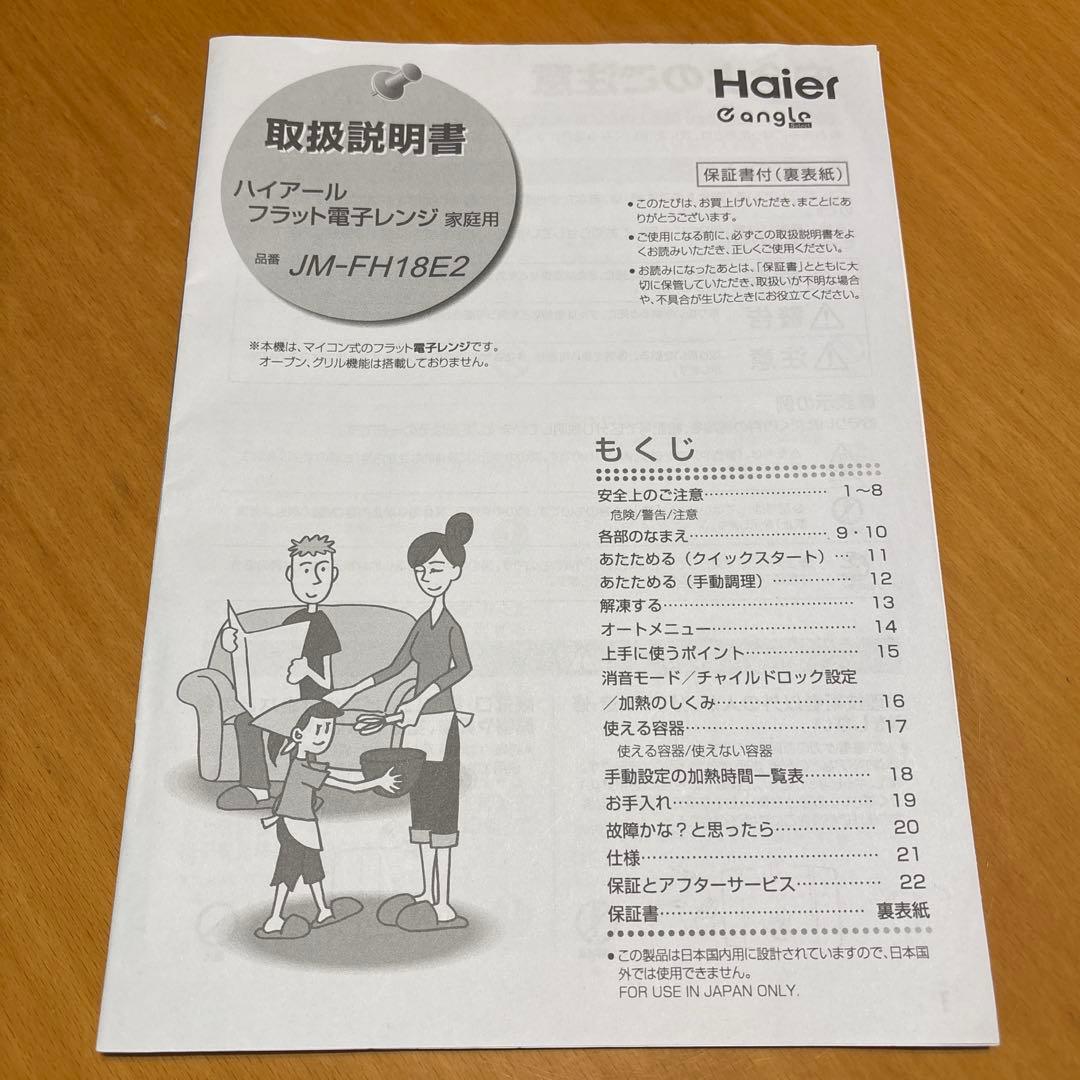 取扱説明書
ハイアール
フラット電子レンジ 家庭用
品番 JM-FH18E2
※本機は、マイコン式のフラット電子レンジです。
オーブン、グリル機能は搭載しておりません。
Haier
e angle
Select
保証書付(裏表紙)
●このたびは、お買上げいただき、まことにあ
りがとうございます。
●ご使用になる前に、必ずこの取扱説明書をよ
くお読みいただき、正しくご使用ください。
●お読みになったあとは、「保証書」とともに大
切に保管していただき、取扱いが不明な場合
や、不具合が生じたときにお役立てください。
もくじ
安全上のご注意…………………… 1~8
危険/警告/注意
各部のなまえ……………………… 9・10
あたためる(クイックスタート)… 11
あたためる(手動調理)…………… 12
解凍する……………………………… 13
オートメニュー……………………… 14
上手に使うポイント………………… 15
消音モード/チャイルドロック設定
/加熱のしくみ……………………… 16
使える容器…………………………… 17
使える容器/使えない容器
手動設定の加熱時間一覧表………… 18
お手入れ……………………………… 19
故障かな?と思ったら……………… 20
仕様…………………………………… 21
保証とアフターサービス…………… 22
保証書……………………………… 裏表紙
●この製品は日本国内用に設計されていますので、日本国
外では使用できません。
FOR USE IN JAPAN ONLY.